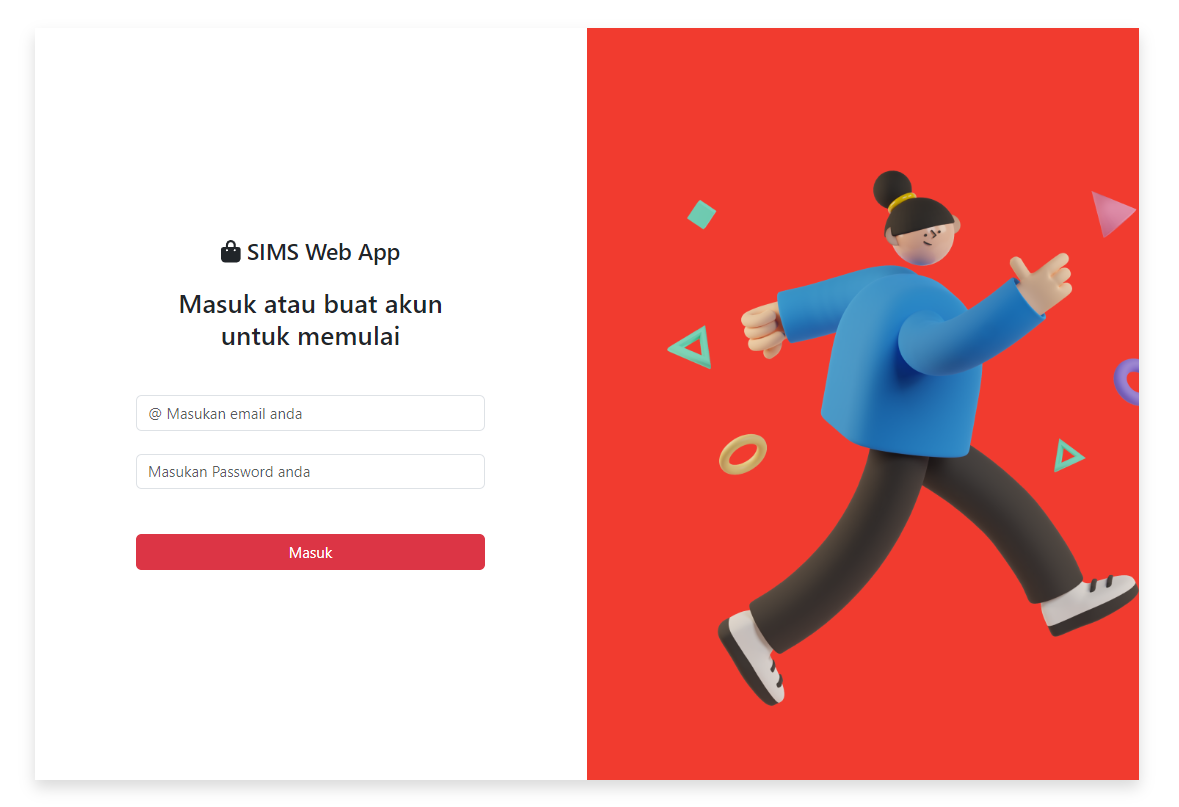 SIMS Web App
Masuk atau buat akun
untuk memulai
@ Masukan email anda
Masukan Password anda
Masuk